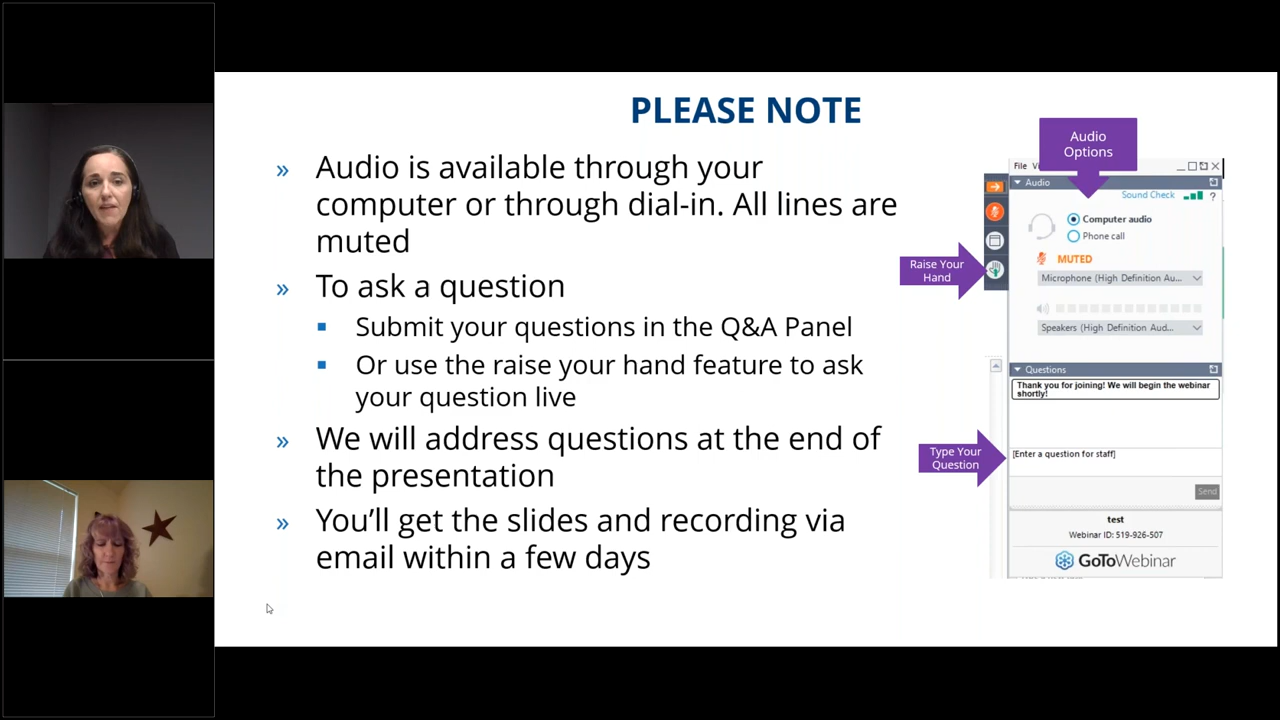 PLEASE NOTE
» Audio is available through your
computer or through dial-in. All lines are
muted
» To ask a question
▪ Submit your questions in the Q&A Panel
▪ Or use the raise your hand feature to ask
your question live
» We will address questions at the end of
the presentation
» You’ll get the slides and recording via
email within a few days
Audio
Options
File
Audio
Sound Check
?
Computer audio
Phone call
MUTED
Microphone (High Definition Au...
Speakers (High Definition Aud...
Raise Your
Hand
Questions
Thank you for joining! We will begin the webinar
shortly!
Type Your
Question
[Enter a question for staff]
Send
test
Webinar ID: 519-926-507
GoToWebinar